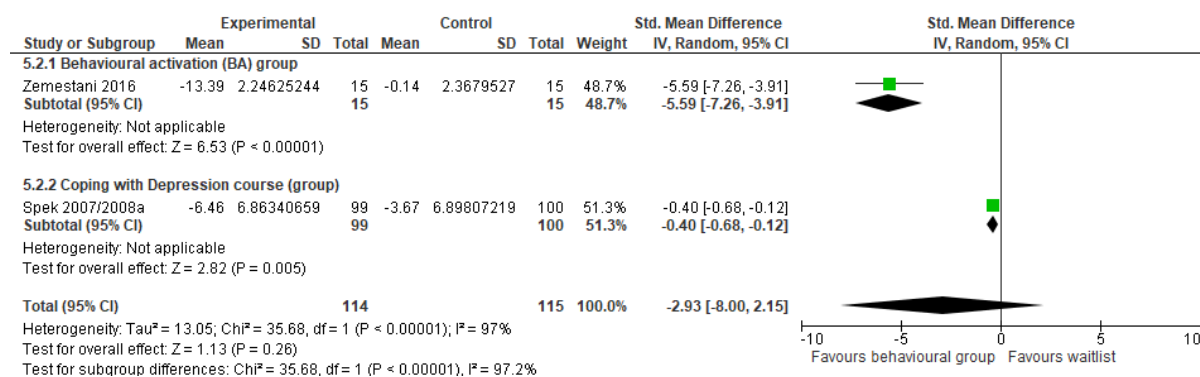 Experimental Control Std. Mean Difference Std. Mean Difference
Study or Subgroup Mean SD Total Mean SD Total Weight IV, Random, 95% CI IV, Random, 95% CI
5.2.1 Behavioural activation (BA) group
Zemestani 2016 -13.39 2.24625244 15 -0.14 2.3679527 15 48.7% -5.59 [-7.26, -3.91]
Subtotal (95% CI) 15 15 48.7% -5.59 [-7.26, -3.91]
Heterogeneity: Not applicable
Test for overall effect: Z = 6.53 (P < 0.00001)
5.2.2 Coping with Depression course (group)
Spek 2007/2008a -6.46 6.86340659 99 -3.67 6.89807219 100 51.3% -0.40 [-0.68, -0.12]
Subtotal (95% CI) 99 100 51.3% -0.40 [-0.68, -0.12]
Heterogeneity: Not applicable
Test for overall effect: Z = 2.82 (P = 0.005)
Total (95% CI) 114 115 100.0% -2.93 [-8.00, 2.15]
Heterogeneity: Tau² = 13.05; Chi² = 35.68, df = 1 (P < 0.00001); I² = 97%
Test for overall effect: Z = 1.13 (P = 0.26)
Test for subgroup differences: Chi² = 35.68, df = 1 (P < 0.00001), I² = 97.2%
-10 -5 0 5 10
Favours behavioural group Favours waitlist